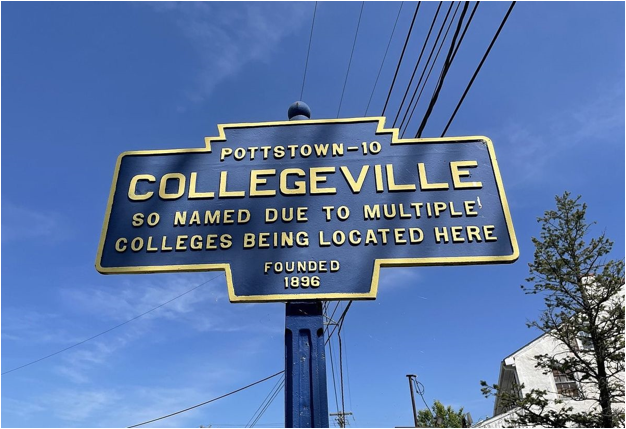 POTTSTOWN-10
COLLEGEVILLE
SO NAMED DUE TO MULTIPLE
COLLEGES BEING LOCATED HERE
FOUNDED
1896